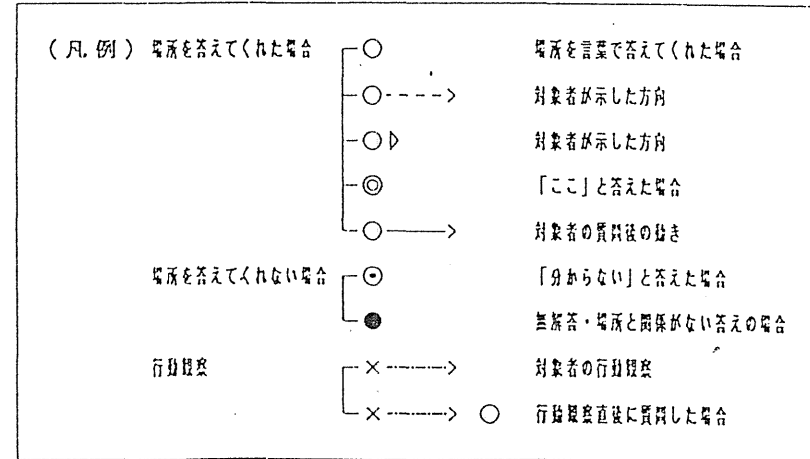 (凡例) 場所を答えてくれた場合 ○ 場所を言葉で答えてくれた場合
○----> 対象者が示した方向
○▷ 対象者が示した方向
◎ 「ここ」と答えた場合
○――> 対象者の質問後の動き
場所を答えてくれない場合 ⊙ 「分からない」と答えた場合
● 無解答・場所と関係がない答えの場合
行動観察 ×-・-・-> 対象者の行動観察
×-・-・-> ○ 行動観察直後に質問した場合